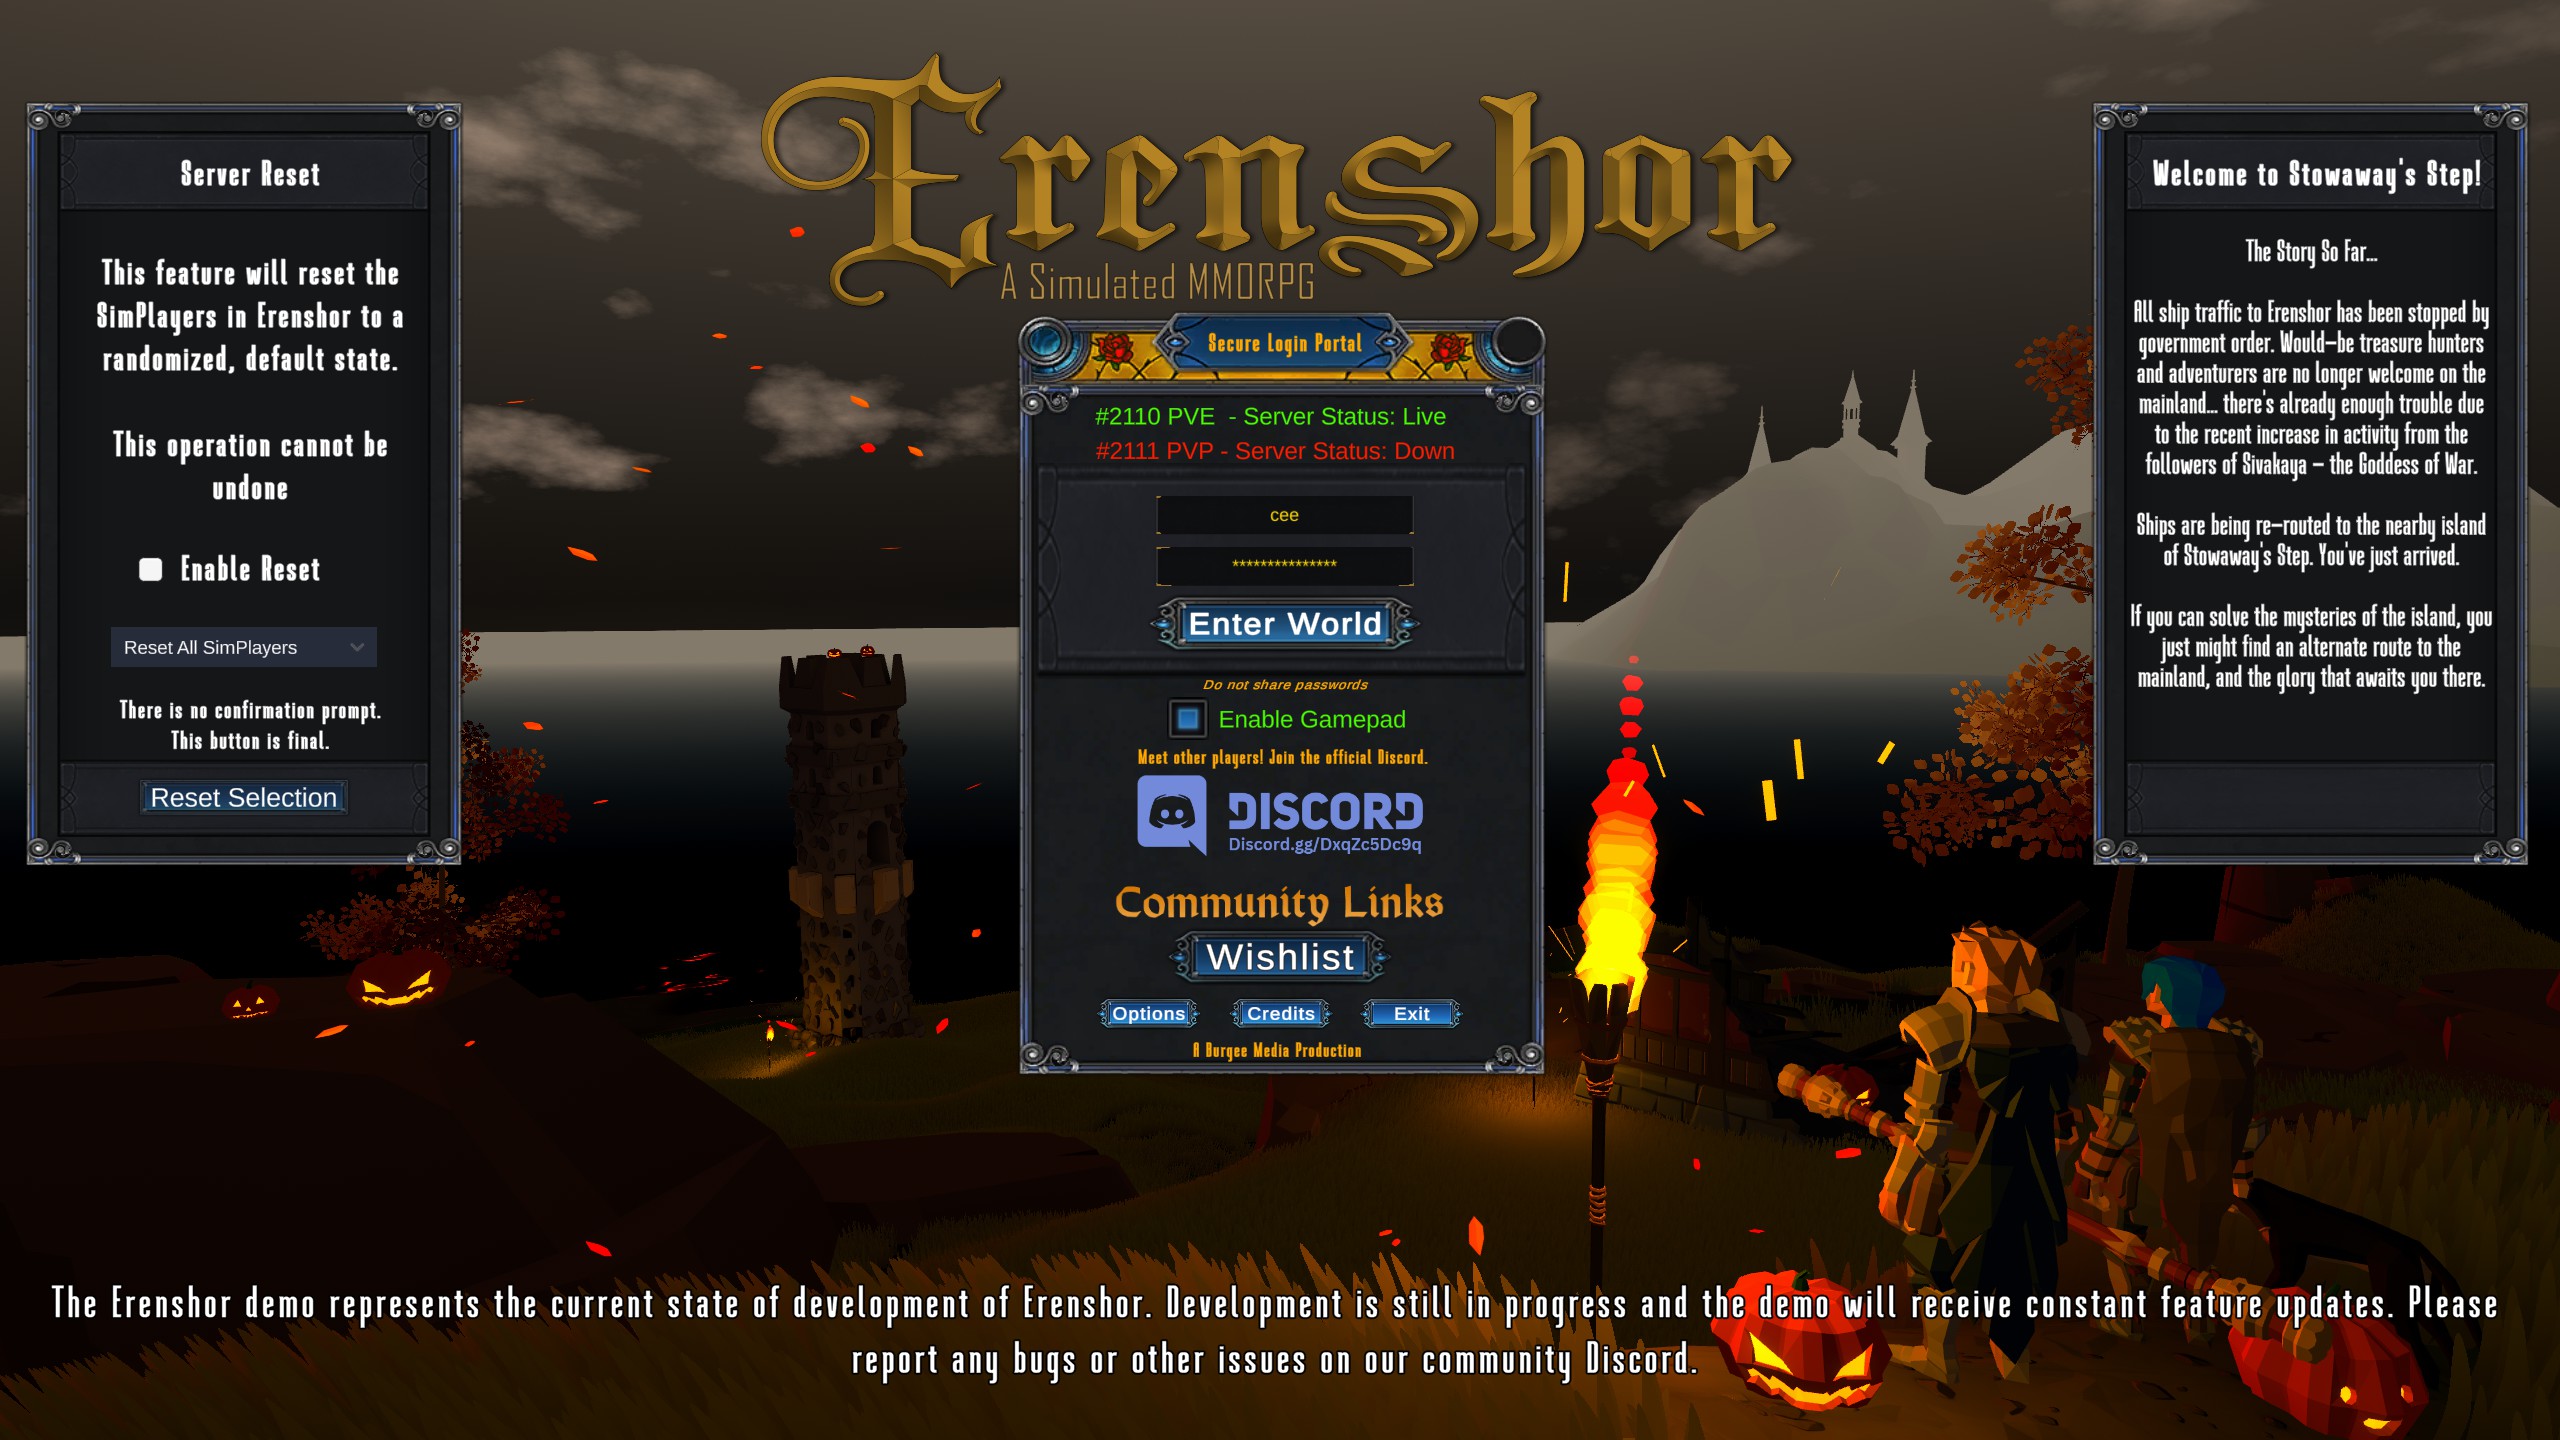 Erenshor
A Simulated MMORPG
Server Reset
This feature will reset the
SimPlayers in Erenshor to a
randomized, default state.
This operation cannot be
undone
Enable Reset
Reset All SimPlayers
There is no confirmation prompt.
This button is final.
Reset Selection
Secure Login Portal
#2110 PVE  - Server Status: Live
#2111 PVP - Server Status: Down
cee
***************
Enter World
Do not share passwords
Enable Gamepad
Meet other players! Join the official Discord.
DISCORD
Discord.gg/DxqZc5Dc9q
Community Links
Wishlist
Options
Credits
Exit
A Burgee Media Production
Welcome to Stowaway's Step!
The Story So Far...
All ship traffic to Erenshor has been stopped by
government order. Would-be treasure hunters
and adventurers are no longer welcome on the
mainland... there's already enough trouble due
to the recent increase in activity from the
followers of Sivakaya - the Goddess of War.
Ships are being re-routed to the nearby island
of Stowaway's Step. You've just arrived.
If you can solve the mysteries of the island, you
just might find an alternate route to the
mainland, and the glory that awaits you there.
The Erenshor demo represents the current state of development of Erenshor. Development is still in progress and the demo will receive constant feature updates. Please
report any bugs or other issues on our community Discord.